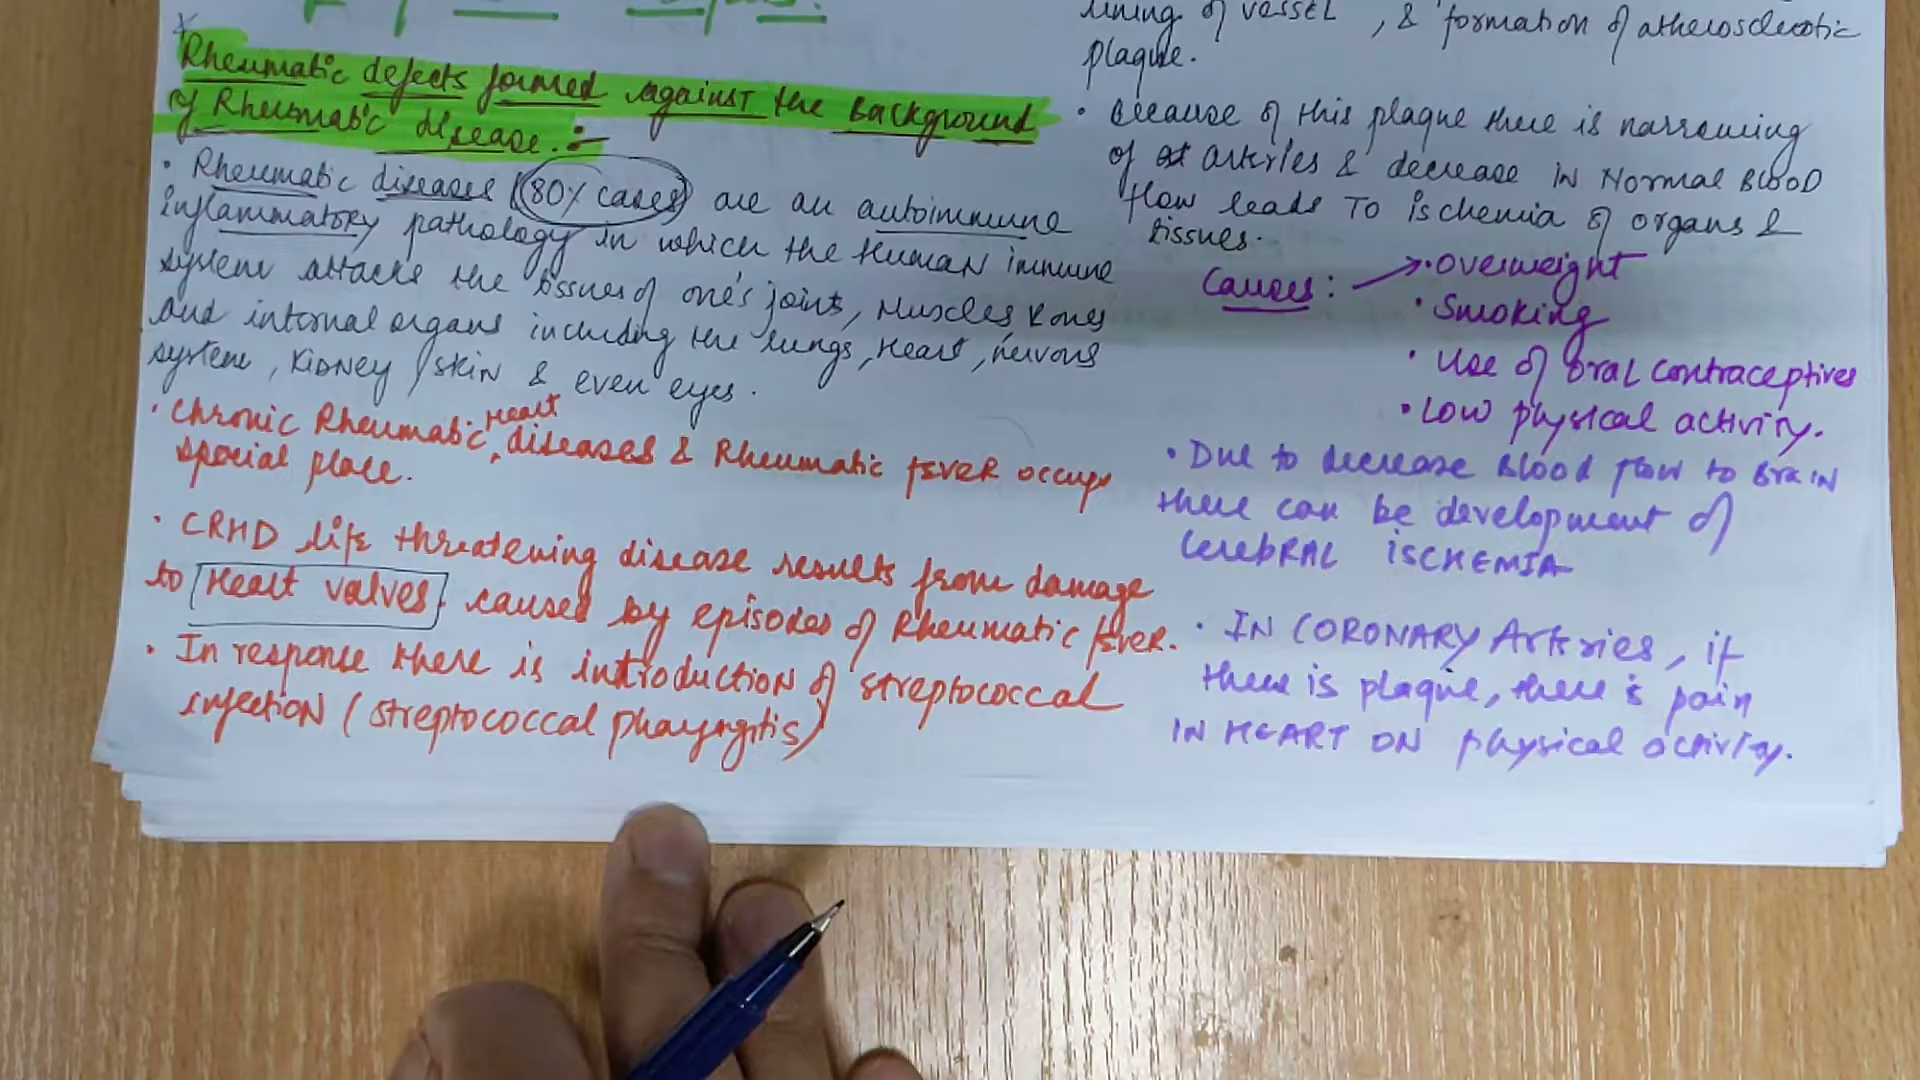 Rheumatic defects formed against the Background
of Rheumatic disease :-
• Rheumatic diseases (80% cases) are an autoimmune
inflammatory pathology in which the Human immune
system attacks the tissues of one's joint, Muscles Bones
and internal organs including the lungs, Heart, nervous
system, Kidney, skin & even eyes.
• Chronic Rheumatic Heart diseases & Rheumatic fever occupy
special place.
• CRHD life threatening disease results from damage
to Heart valves. caused by episodes of Rheumatic fever.
• In response there is introduction of streptococcal
infection (streptococcal pharyngitis)
lining of vessel, & formation of atherosclerotic
plaque.
• Because of this plaque there is narrowing
of arteries & decrease in Normal Blood
flow leads To ischemia of organs &
tissues.
Causes: → • Overweight
• Smoking
• Use of oral contraceptives
• Low physical activity.
• Due to decrease Blood flow to Brain
there can be development of
CerebRAL ISCHEMIA
• IN CORONARY Arteries, if
there is plaque, there is pain
IN HEART ON physical activity.